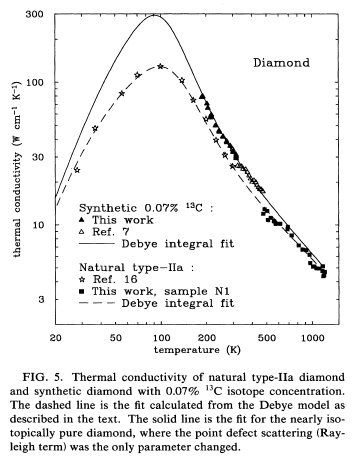 300
100
30
10
3
thermal conductivity (W cm⁻¹ K⁻¹)
Diamond
Synthetic 0.07% ¹³C :
▲ This work
△ Ref. 7
Debye integral fit
Natural type-IIa :
☆ Ref. 16
■ This work, sample N1
Debye integral fit
20 50 100 200 500 1000
temperature (K)
FIG. 5. Thermal conductivity of natural type-IIa diamond
and synthetic diamond with 0.07% ¹³C isotope concentration.
The dashed line is the fit calculated from the Debye model as
described in the text. The solid line is fit for the nearly iso-
topically pure diamond, where the point defect scattering (Ray-
leigh term) was the only parameter changed.